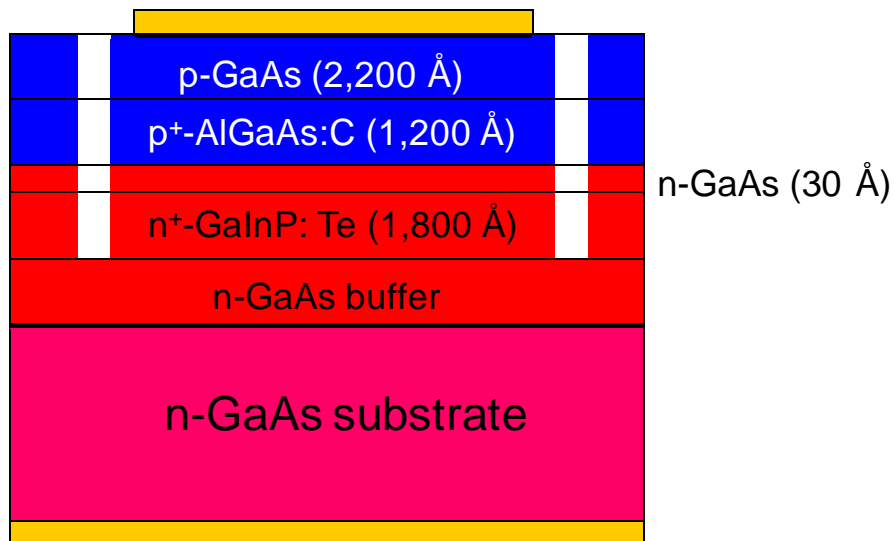 p-GaAs (2,200 Å)
p⁺-AlGaAs:C (1,200 Å)
n-GaAs (30 Å)
n⁺-GaInP: Te (1,800 Å)
n-GaAs buffer
n-GaAs substrate